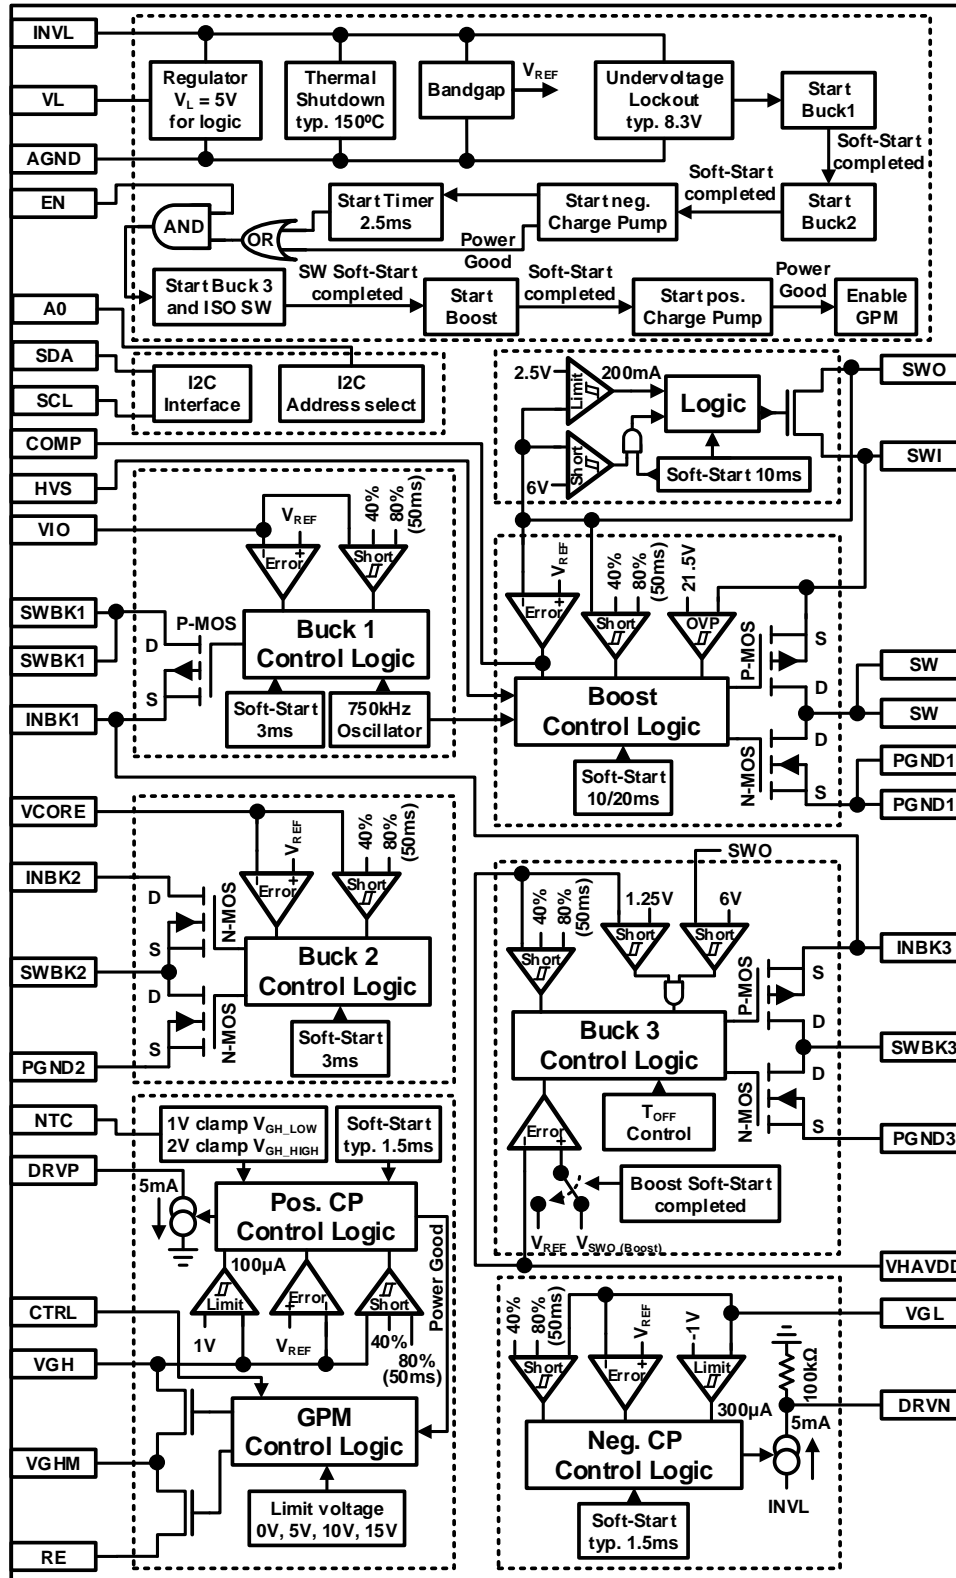 INVL
VL
AGND
EN
A0
SDA
SCL
COMP
HVS
VIO
SWBK1
SWBK1
INBK1
VCORE
INBK2
SWBK2
PGND2
NTC
DRVP
CTRL
VGH
VGHM
RE
Regulator
VL = 5V
for logic
Thermal
Shutdown
typ. 150ºC
Bandgap
VREF
Undervoltage
Lockout
typ. 8.3V
Start
Buck1
Soft-Start
completed
Start
Buck2
Soft-Start
completed
Start neg.
Charge Pump
Power
Good
Start Timer
2.5ms
OR
AND
Start Buck 3
and ISO SW
SW Soft-Start
completed
Start
Boost
Soft-Start
completed
Start pos.
Charge Pump
Power
Good
Enable
GPM
I2C
Interface
I2C
Address select
2.5V
Limit
200mA
Logic
Short
6V
Soft-Start 10ms
SWO
SWI
VREF
Error
Short
40%
80%
(50ms)
P-MOS
D
S
Buck 1
Control Logic
Soft-Start
3ms
750kHz
Oscillator
VREF
Error
Short
40%
80%
(50ms)
21.5V
OVP
Boost
Control Logic
Soft-Start
10/20ms
P-MOS
S
D
N-MOS
D
S
SW
SW
PGND1
PGND1
VREF
Error
Short
40%
80%
(50ms)
D
S
N-MOS
D
S
N-MOS
Buck 2
Control Logic
Soft-Start
3ms
SWO
40%
80%
(50ms)
1.25V
6V
Short
Short
Short
Buck 3
Control Logic
P-MOS
S
D
N-MOS
D
S
Error
TOFF
Control
Boost Soft-Start
completed
VREF
VSWO (Boost)
INBK3
SWBK3
PGND3
VHAVDD
1V clamp VGH_LOW
2V clamp VGH_HIGH
Soft-Start
typ. 1.5ms
5mA
Pos. CP
Control Logic
Power Good
100µA
Limit
Error
Short
1V
VREF
40%
80%
(50ms)
GPM
Control Logic
Limit voltage
0V, 5V, 10V, 15V
40%
80%
(50ms)
VREF
-1V
Short
Error
Limit
300µA
Neg. CP
Control Logic
Soft-Start
typ. 1.5ms
100kΩ
5mA
INVL
VGL
DRVN